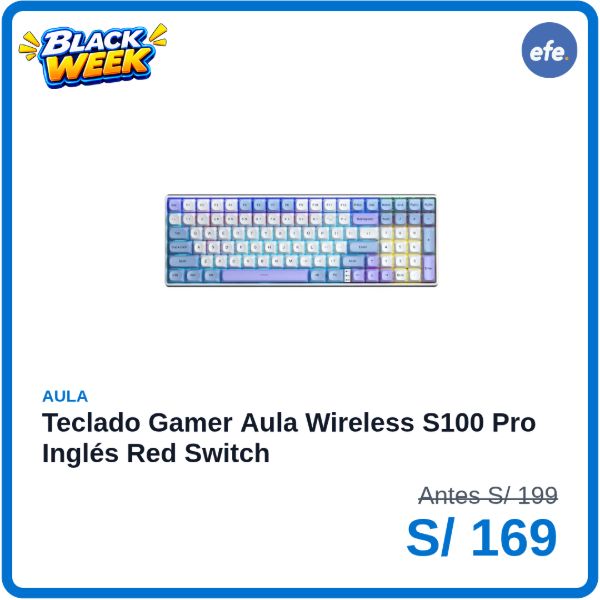 BLACK
WEEK
efe.
AULA
Teclado Gamer Aula Wireless S100 Pro
Inglés Red Switch
Antes S/ 199
S/ 169